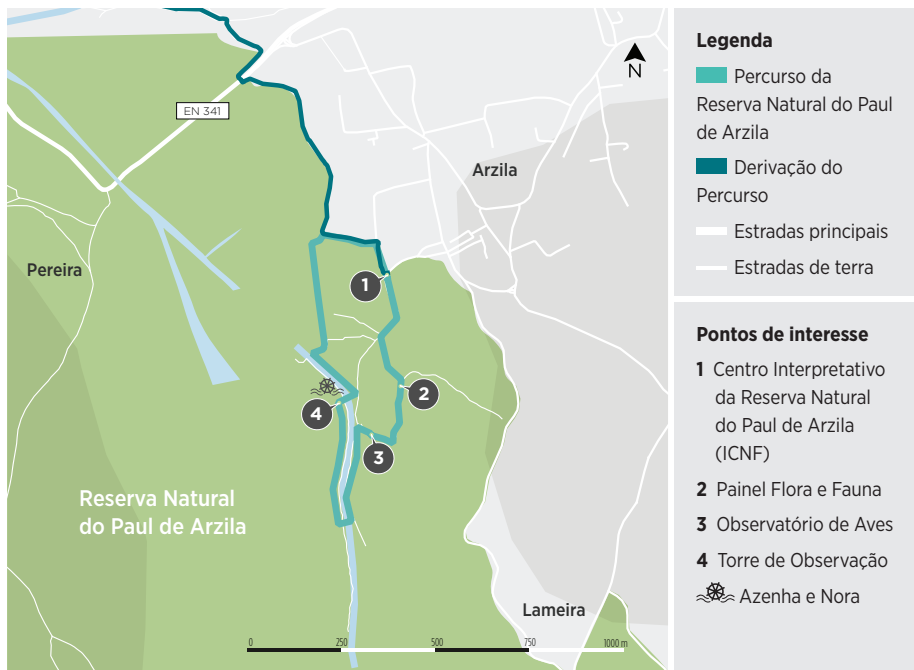 N
EN 341
Arzila
Pereira
1
2
4
3
Reserva Natural
do Paul de Arzila
Lameira
0 250 500 750 1000 m
Legenda
Percurso da
Reserva Natural do Paul
de Arzila
Derivação do
Percurso
Estradas principais
Estradas de terra
Pontos de interesse
1 Centro Interpretativo
da Reserva Natural
do Paul de Arzila
(ICNF)
2 Painel Flora e Fauna
3 Observatório de Aves
4 Torre de Observação
Azenha e Nora